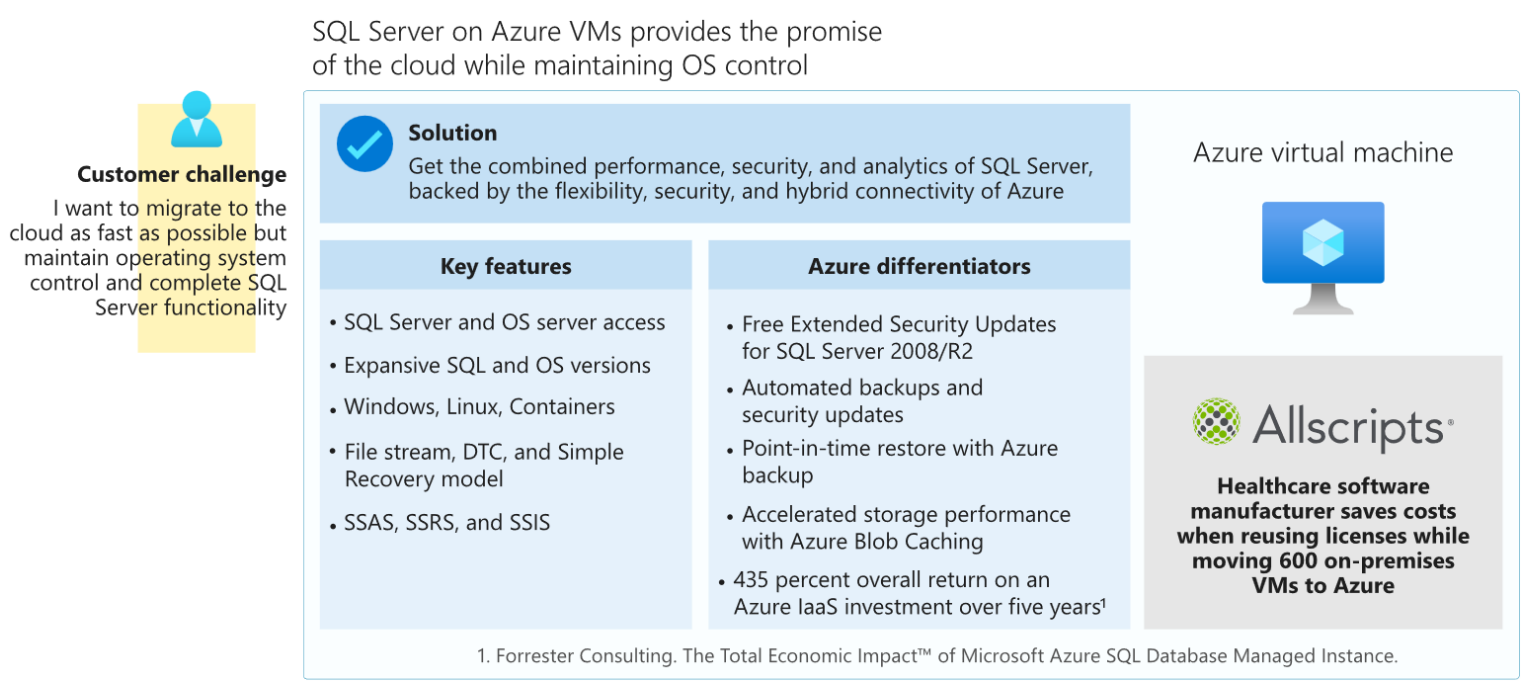 SQL Server on Azure VMs provides the promise
of the cloud while maintaining OS control
Customer challenge
I want to migrate to the
cloud as fast as possible but
maintain operating system
control and complete SQL
Server functionality
Solution
Get the combined performance, security, and analytics of SQL Server,
backed by the flexibility, security, and hybrid connectivity of Azure
Key features
• SQL Server and OS server access
• Expansive SQL and OS versions
• Windows, Linux, Containers
• File stream, DTC, and Simple
Recovery model
• SSAS, SSRS, and SSIS
Azure differentiators
• Free Extended Security Updates
for SQL Server 2008/R2
• Automated backups and
security updates
• Point-in-time restore with Azure
backup
• Accelerated storage performance
with Azure Blob Caching
• 435 percent overall return on an
Azure IaaS investment over five years¹
Azure virtual machine
Allscripts®
Healthcare software
manufacturer saves costs
when reusing licenses while
moving 600 on-premises
VMs to Azure
1. Forrester Consulting. The Total Economic Impact™ of Microsoft Azure SQL Database Managed Instance.